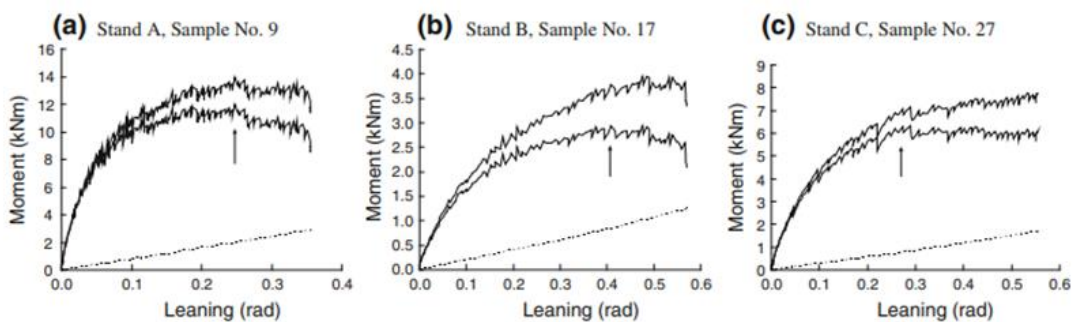 (a) Stand A, Sample No. 9
16
14
12
10
8
6
4
2
0
Moment (kNm)
0.0 0.1 0.2 0.3 0.4
Leaning (rad)
(b) Stand B, Sample No. 17
4.5
4.0
3.5
3.0
2.5
2.0
1.5
1.0
0.5
0.0
Moment (kNm)
0.0 0.1 0.2 0.3 0.4 0.5 0.6
Leaning (rad)
(c) Stand C, Sample No. 27
9
8
7
6
5
4
3
2
1
0
Moment (kNm)
0.0 0.1 0.2 0.3 0.4 0.5 0.6
Leaning (rad)